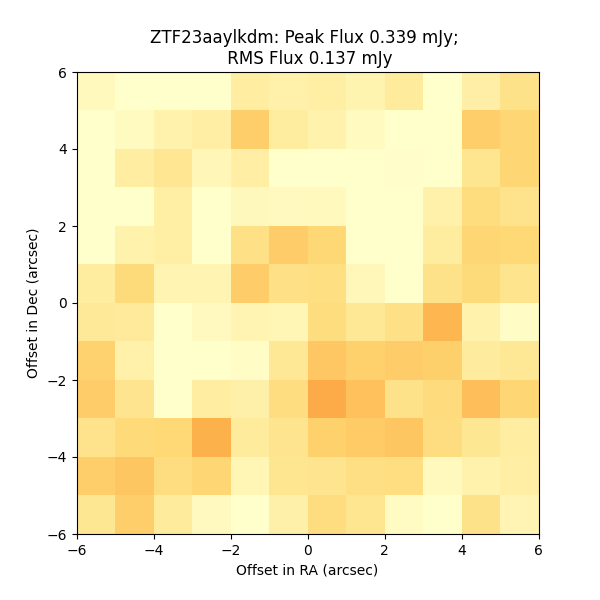 ZTF23aaylkdm: Peak Flux 0.339 mJy;
RMS Flux 0.137 mJy
6
4
2
0
−2
−4
−6
Offset in Dec (arcsec)
−6 −4 −2 0 2 4 6
Offset in RA (arcsec)